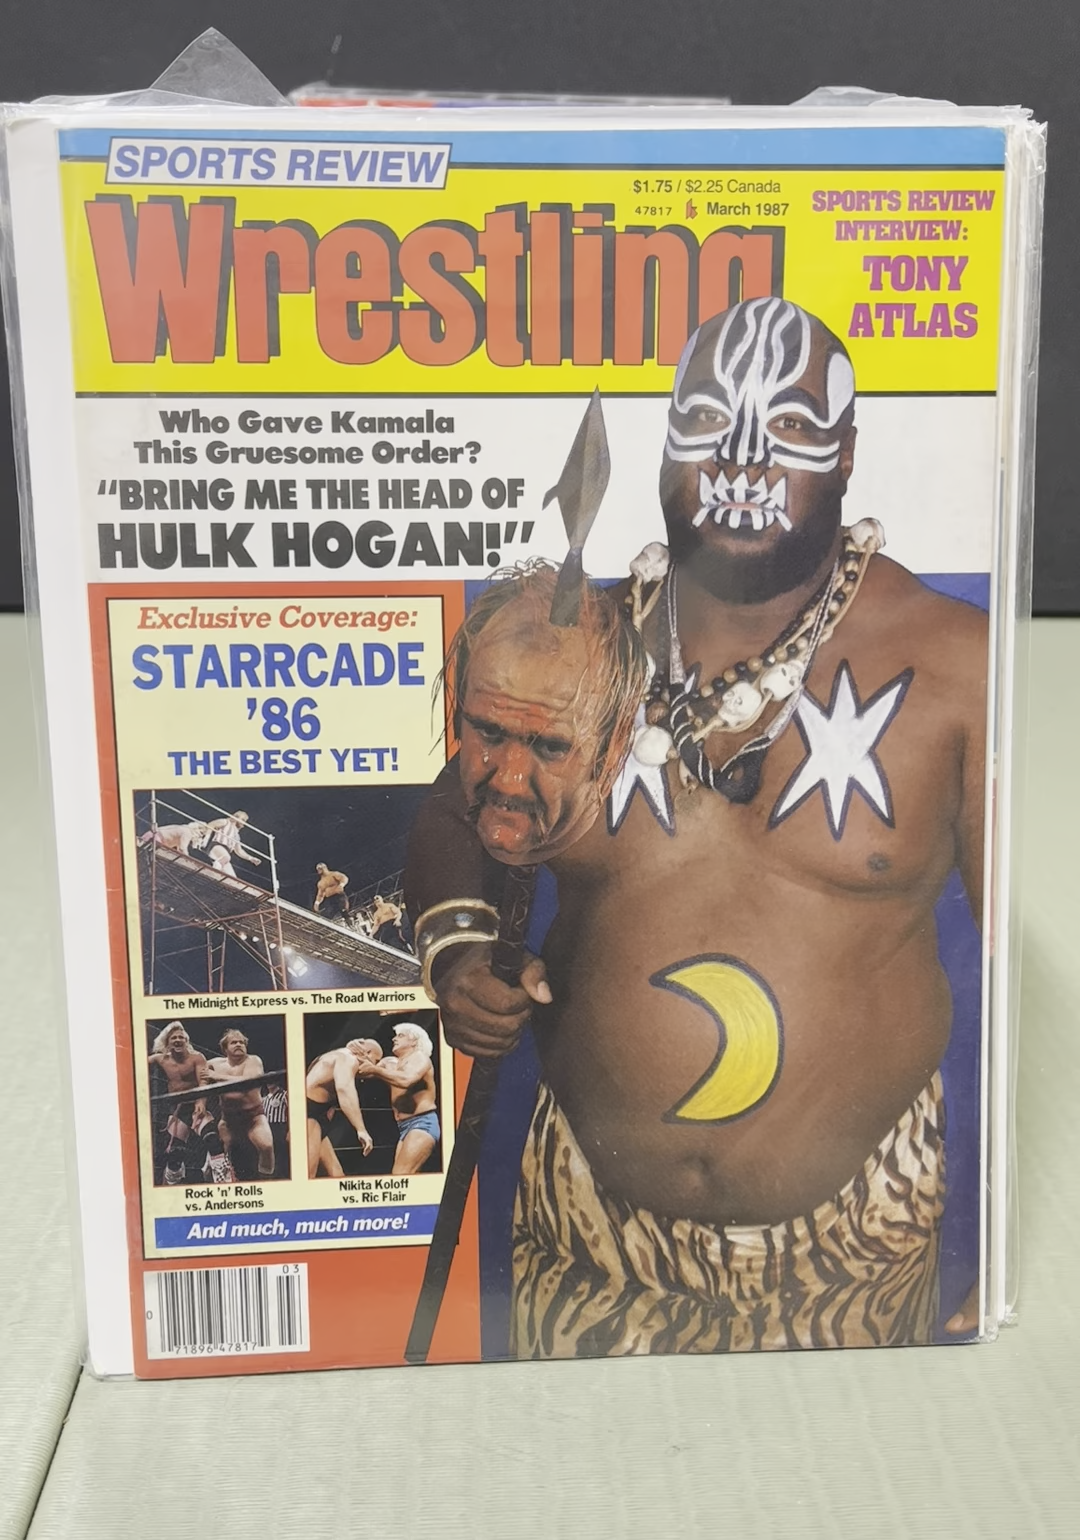 SPORTS REVIEW
Wrestling
$1.75 / $2.25 Canada
47817 March 1987
SPORTS REVIEW
INTERVIEW:
TONY
ATLAS
Who Gave Kamala
This Gruesome Order?
"BRING ME THE HEAD OF
HULK HOGAN!"
Exclusive Coverage:
STARRCADE
'86
THE BEST YET!
The Midnight Express vs. The Road Warriors
Rock 'n' Rolls
vs. Andersons
Nikita Koloff
vs. Ric Flair
And much, much more!
03
0 71896 47817